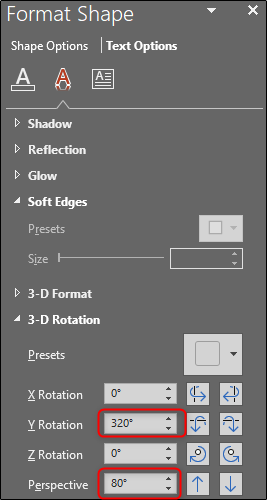 Format Shape
Shape Options Text Options
Shadow
Reflection
Glow
Soft Edges
Presets
Size
3-D Format
3-D Rotation
Presets
X Rotation 0°
Y Rotation 320°
Z Rotation 0°
Perspective 80°